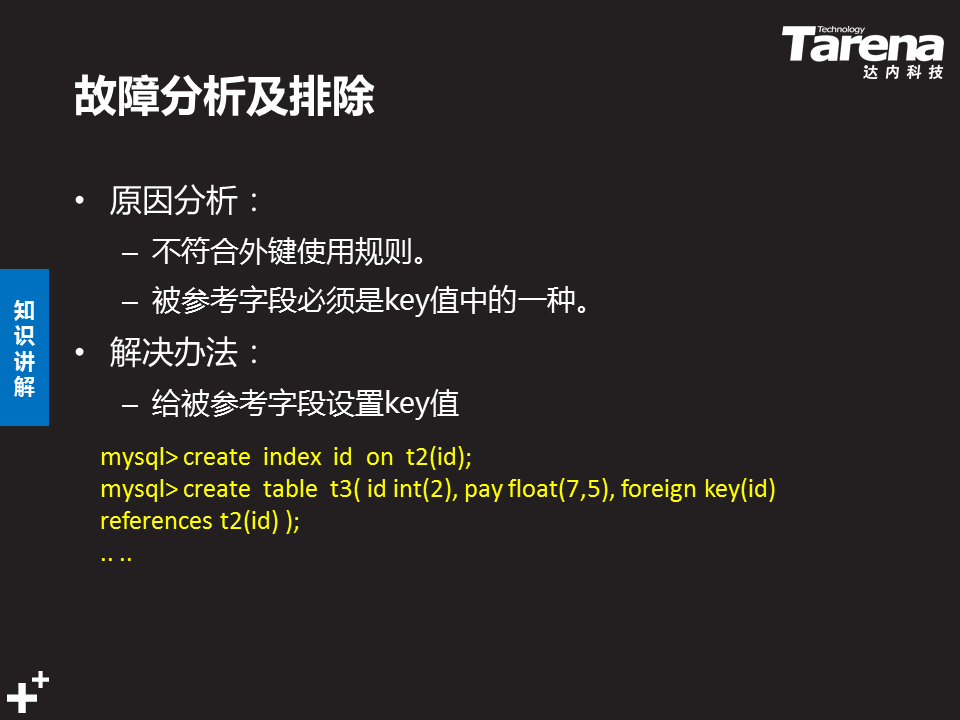 Technology
Tarena
达内科技
故障分析及排除
• 原因分析：
– 不符合外键使用规则。
– 被参考字段必须是key值中的一种。
• 解决办法：
– 给被参考字段设置key值
知
识
讲
解
mysql> create index id on t2(id);
mysql> create table t3( id int(2), pay float(7,5), foreign key(id)
references t2(id) );
.. ..